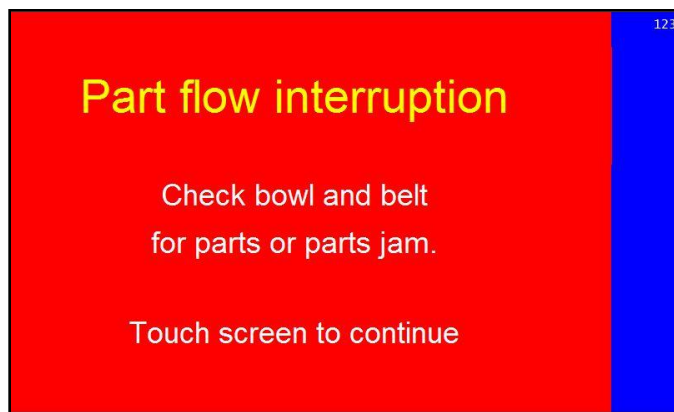 123
Part flow interruption
Check bowl and belt
for parts or parts jam.
Touch screen to continue